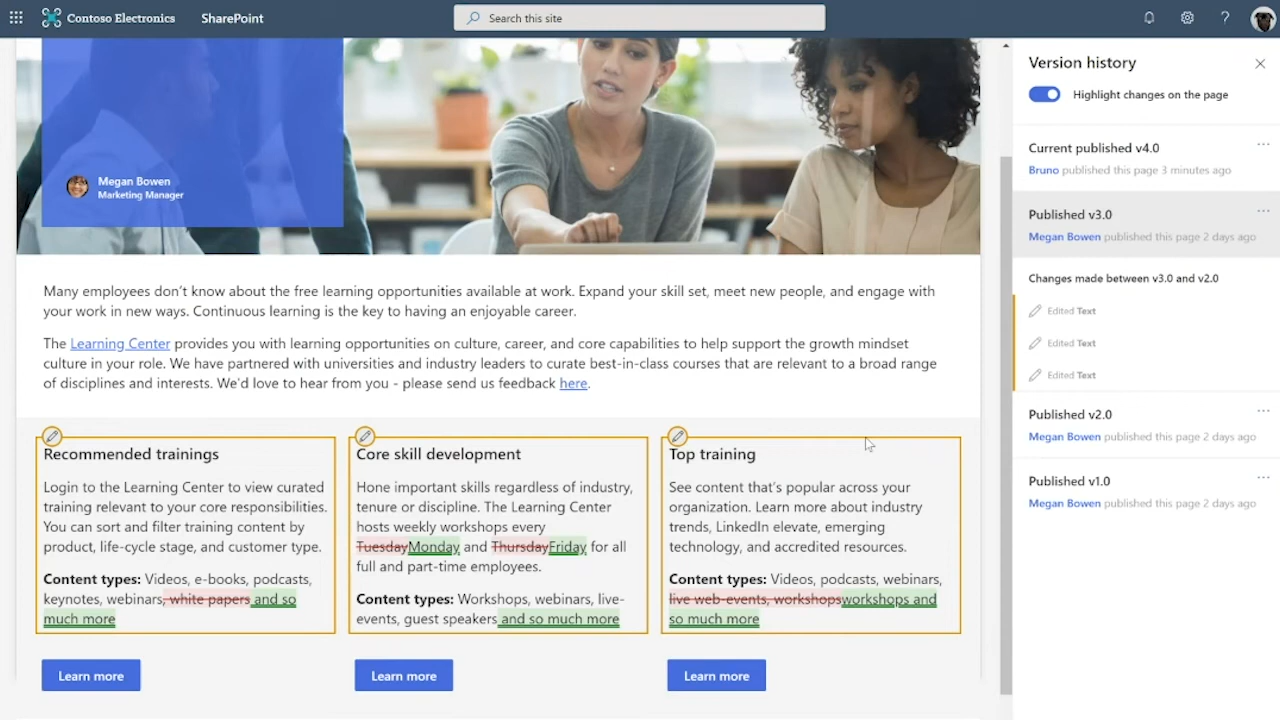 Contoso Electronics
SharePoint
Search this site
?
Megan Bowen
Marketing Manager
Many employees don't know about the free learning opportunities available at work. Expand your skill set, meet new people, and engage with
your work in new ways. Continuous learning is the key to having an enjoyable career.
The Learning Center provides you with learning opportunities on culture, career, and core capabilities to help support the growth mindset
culture in your role. We have partnered with universities and industry leaders to curate best-in-class courses that are relevant to a broad range
of disciplines and interests. We'd love to hear from you - please send us feedback here.
Recommended trainings
Login to the Learning Center to view curated
training relevant to your core responsibilities.
You can sort and filter training content by
product, life-cycle stage, and customer type.
Content types: Videos, e-books, podcasts,
keynotes, webinars, white papers and so
much more
Learn more
Core skill development
Hone important skills regardless of industry,
tenure or discipline. The Learning Center
hosts weekly workshops every
TuesdayMonday and ThursdayFriday for all
full and part-time employees.
Content types: Workshops, webinars, live-
events, guest speakers and so much more
Learn more
Top training
See content that's popular across your
organization. Learn more about industry
trends, LinkedIn elevate, emerging
technology, and accredited resources.
Content types: Videos, podcasts, webinars,
live web-events, workshopsworkshops and
so much more
Learn more
Version history
Highlight changes on the page
Current published v4.0
Bruno published this page 3 minutes ago
Published v3.0
Megan Bowen published this page 2 days ago
Changes made between v3.0 and v2.0
Edited Text
Edited Text
Edited Text
Published v2.0
Megan Bowen published this page 2 days ago
Published v1.0
Megan Bowen published this page 2 days ago